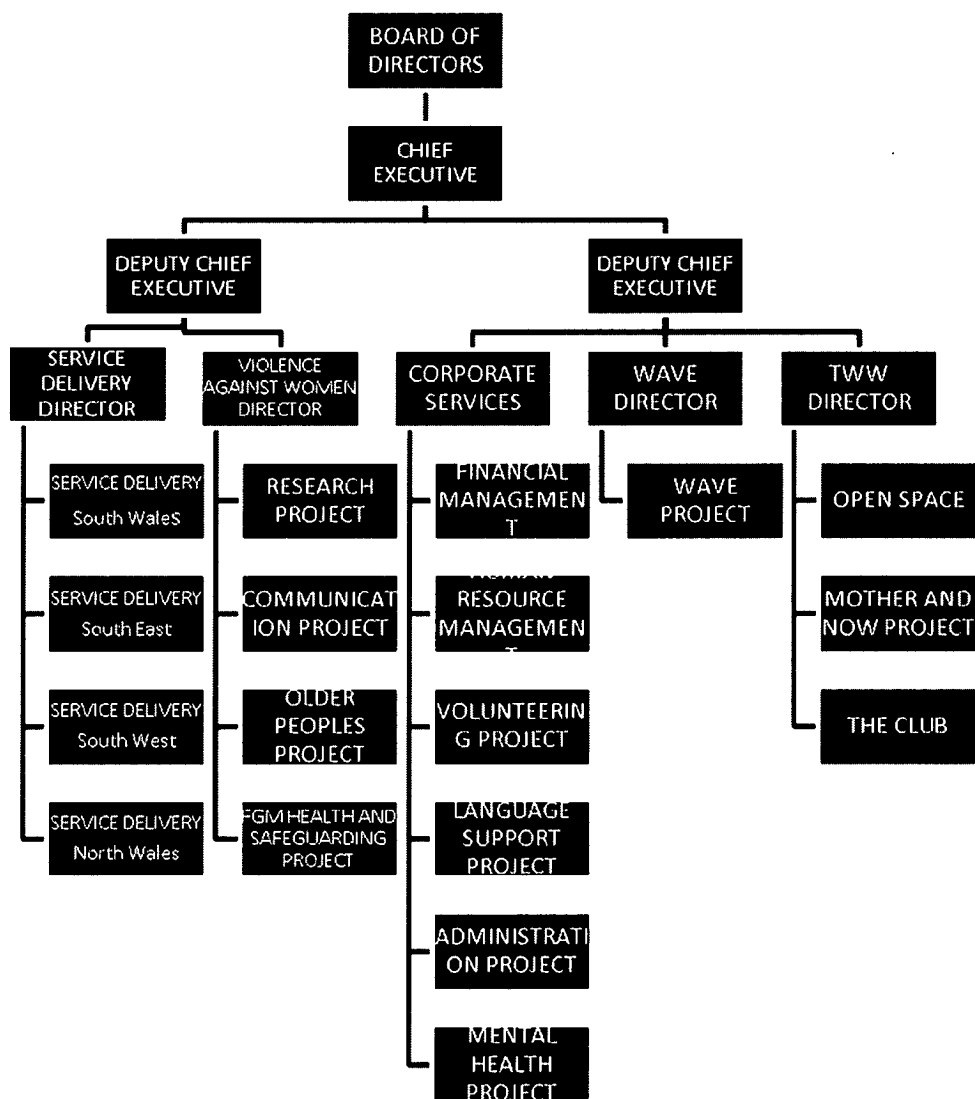 BOARD OF
DIRECTORS
CHIEF
EXECUTIVE
DEPUTY CHIEF
EXECUTIVE
DEPUTY CHIEF
EXECUTIVE
SERVICE
DELIVERY
DIRECTOR
VIOLENCE
AGAINST WOMEN
DIRECTOR
CORPORATE
SERVICES
WAVE
DIRECTOR
TWW
DIRECTOR
SERVICE DELIVERY
South Wales
RESEARCH
PROJECT
FINANCIAL
MANAGEMEN
T
WAVE
PROJECT
OPEN SPACE
SERVICE DELIVERY
South East
COMMUNICAT
ION PROJECT
HUMAN
RESOURCE
MANAGEMEN
T
MOTHER AND
NOW PROJECT
SERVICE DELIVERY
South West
OLDER
PEOPLES
PROJECT
VOLUNTEERIN
G PROJECT
THE CLUB
SERVICE DELIVERY
North Wales
FGM HEALTH AND
SAFEGUARDING
PROJECT
LANGUAGE
SUPPORT
PROJECT
ADMINISTRATI
ON PROJECT
MENTAL
HEALTH
PROJECT